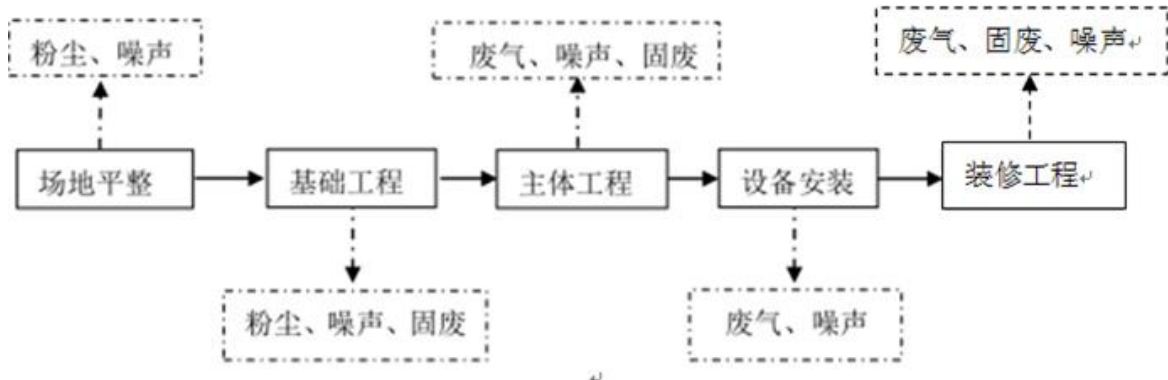 粉尘、噪声
废气、噪声、固废
废气、固废、噪声
场地平整
基础工程
主体工程
设备安装
装修工程
粉尘、噪声、固废
废气、噪声